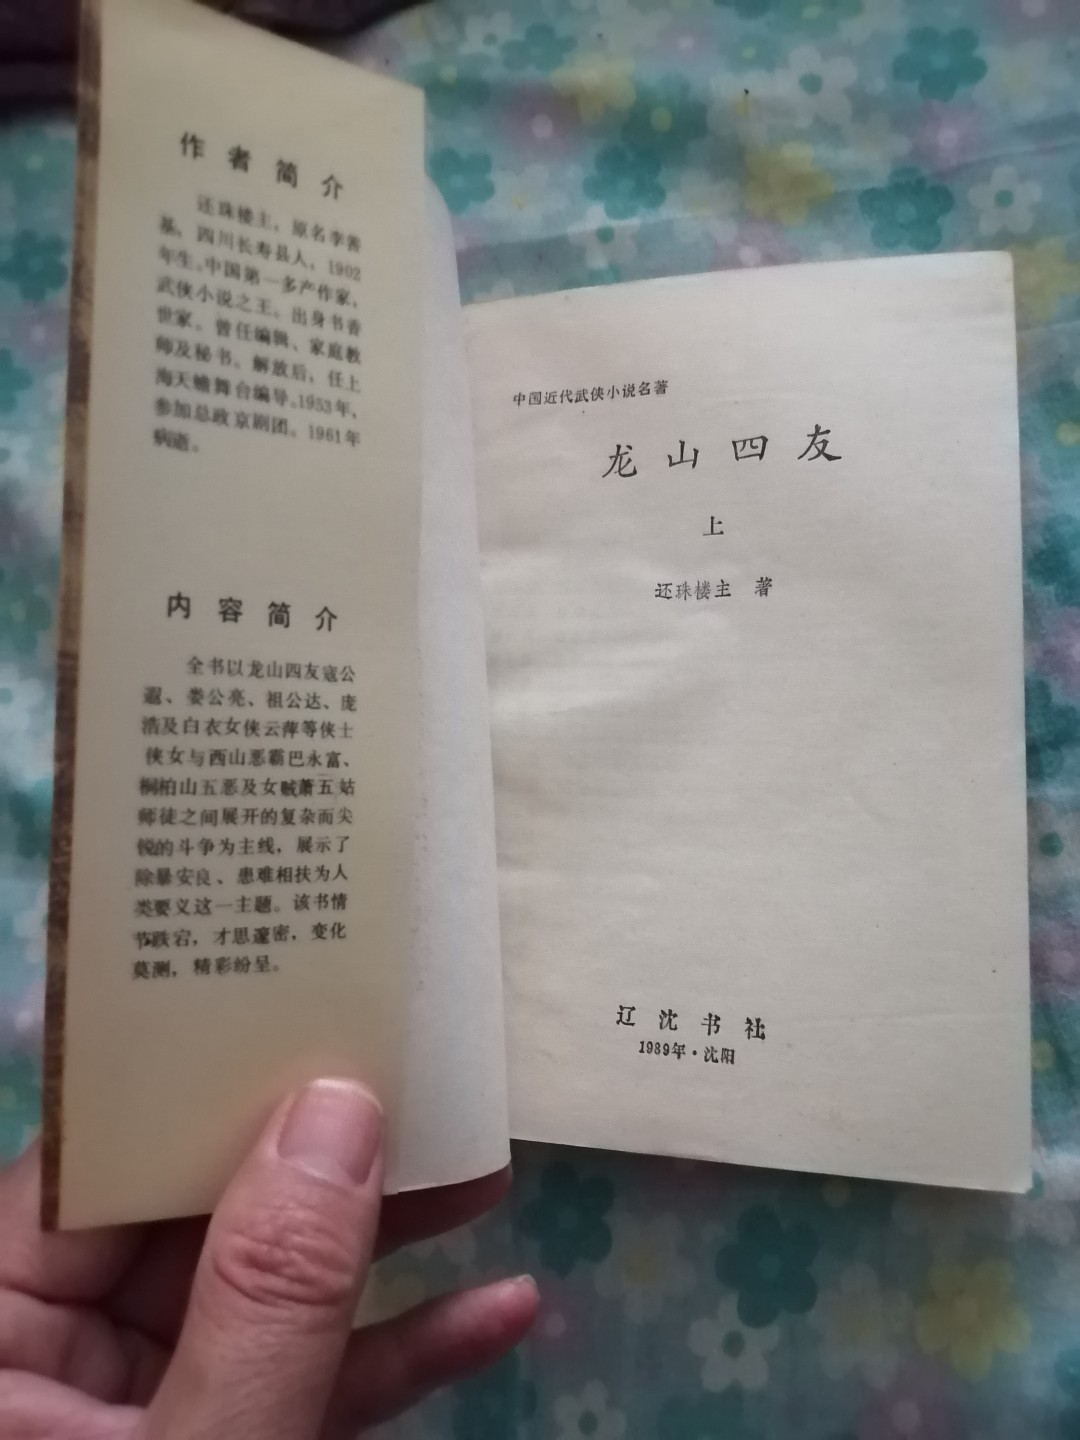 作者简介
还珠楼主，原名李善
基，四川长寿县人，1902
年生。中国第一多产作家，
武侠小说之王。出身书香
世家。曾任编辑、家庭教
师及秘书。解放后，任上
海天蟾舞台编导。1953年，
参加总政京剧团。1961年
病逝。
内容简介
全书以龙山四友寇公
遐、娄公亮、祖公达、庞
浩及白衣女侠云萍等侠士
侠女与西山恶霸巴永富、
桐柏山五恶及女贼萧五姑
师徒之间展开的复杂而尖
锐的斗争为主线，展示了
除暴安良、患难相扶为人
类要义这一主题。该书情
节跌宕，才思邃密，变化
莫测，精彩纷呈。
中国近代武侠小说名著
龙山四友
上
还珠楼主 著
辽沈书社
1989年·沈阳